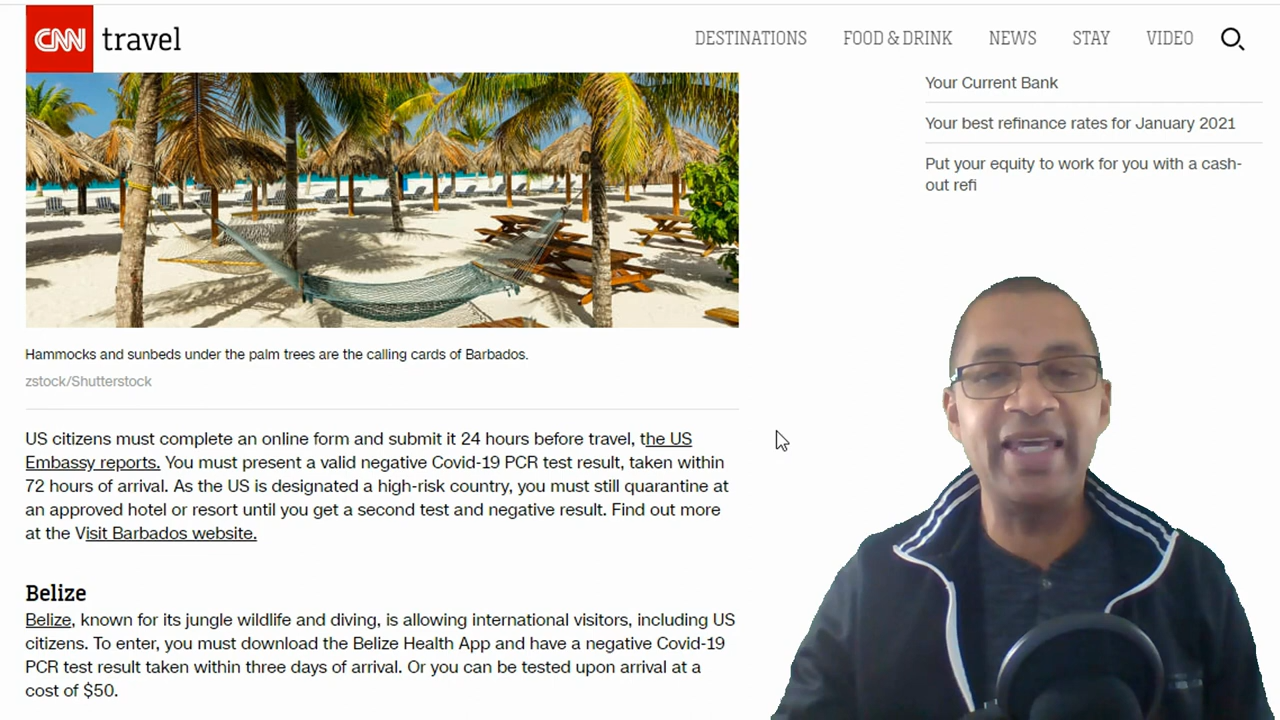 CNN travel
DESTINATIONS FOOD & DRINK NEWS STAY VIDEO
Your Current Bank
Your best refinance rates for January 2021
Put your equity to work for you with a cash-
out refi
Hammocks and sunbeds under the palm trees are the calling cards of Barbados.
zstock/Shutterstock
US citizens must complete an online form and submit it 24 hours before travel, the US
Embassy reports. You must present a valid negative Covid-19 PCR test result, taken within
72 hours of arrival. As the US is designated a high-risk country, you must still quarantine at
an approved hotel or resort until you get a second test and negative result. Find out more
at the Visit Barbados website.
Belize
Belize, known for its jungle wildlife and diving, is allowing international visitors, including US
citizens. To enter, you must download the Belize Health App and have a negative Covid-19
PCR test result taken within three days of arrival. Or you can be tested upon arrival at a
cost of $50.